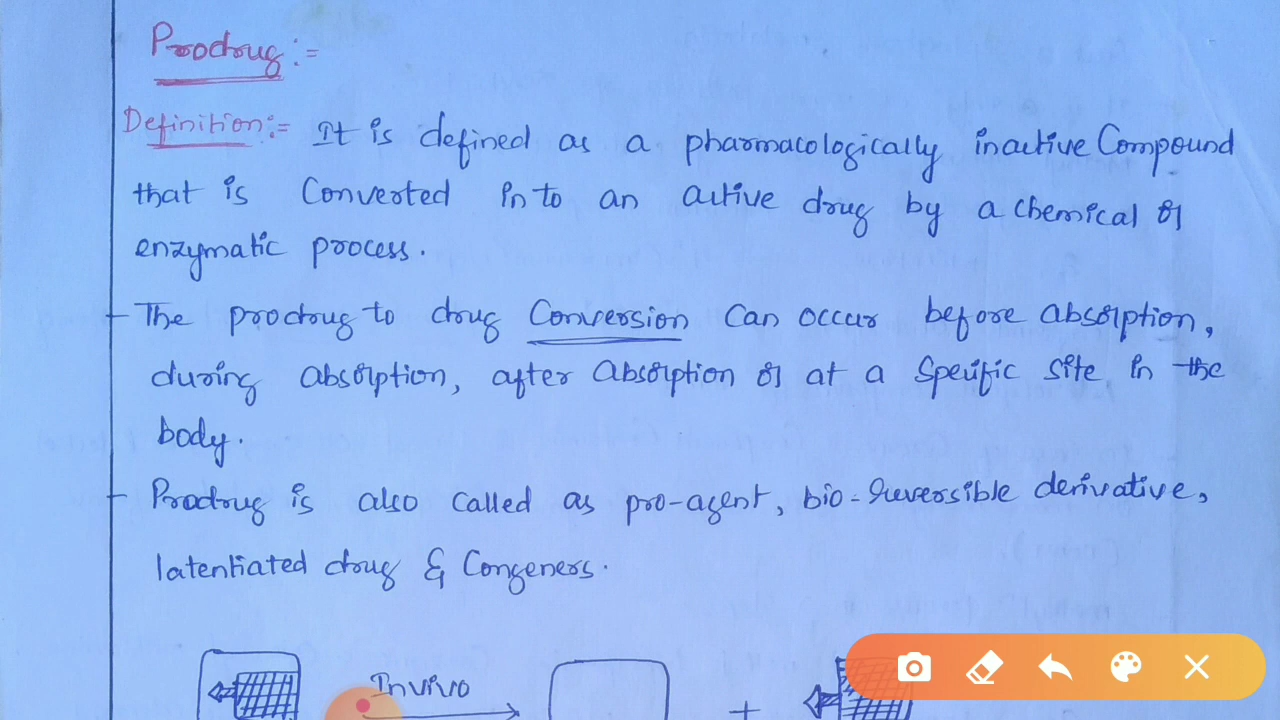 Prodrug :-
Definition:- It is defined as a pharmacologically inactive Compound
that is Converted in to an active drug by a chemical or
enzymatic process.
- The prodrug to drug Conversion Can occur before absorption,
during absorption, after absorption or at a specific site in the
body.
- Prodrug is also called as pro-agent, bio-reversible derivative,
latentiated drug & Congeners.
Invivo
+